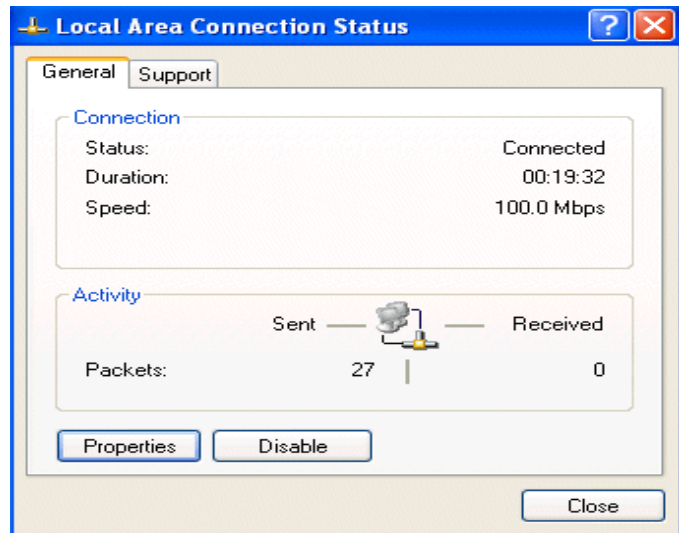 Local Area Connection Status
General Support
Connection
Status: Connected
Duration: 00:19:32
Speed: 100.0 Mbps
Activity
Sent Received
Packets: 27 0
Properties Disable
Close